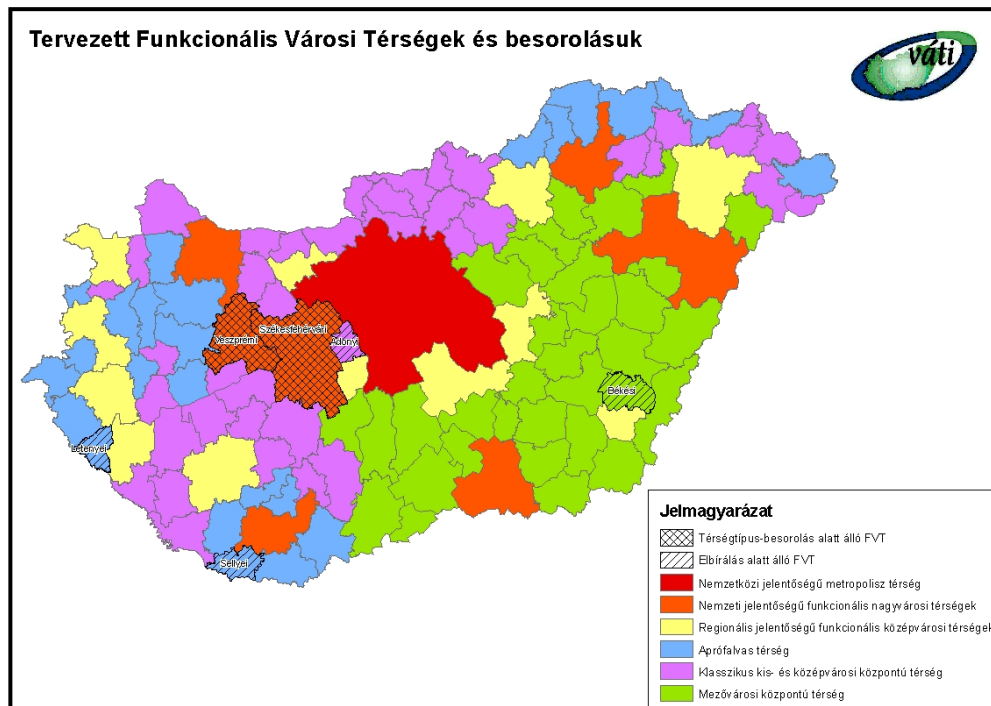 Tervezett Funkcionális Városi Térségek és besorolásuk
váti
Székesfehérvári
Veszprémi
Adonyi
Békési
Letenyei
Sellyei
Jelmagyarázat
Térségtípus-besorolás alatt álló FVT
Elbírálás alatt álló FVT
Nemzetközi jelentőségű metropolisz térség
Nemzeti jelentőségű funkcionális nagyvárosi térségek
Regionális jelentőségű funkcionális középvárosi térségek
Aprófalvas térség
Klasszikus kis- és középvárosi központú térség
Mezővárosi központú térség